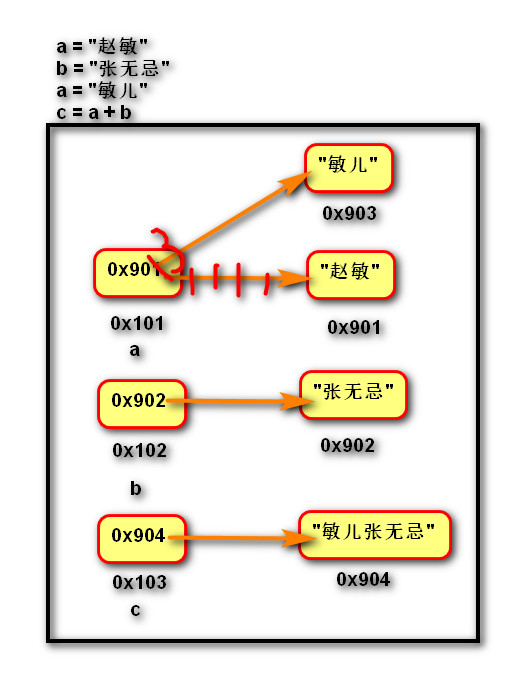 a = "赵敏"
b = "张无忌"
a = "敏儿"
c = a + b
"敏儿"
0x903
0x901
3
"赵敏"
0x101
0x901
a
0x902
"张无忌"
0x102
0x902
b
0x904
"敏儿张无忌"
0x103
0x904
c